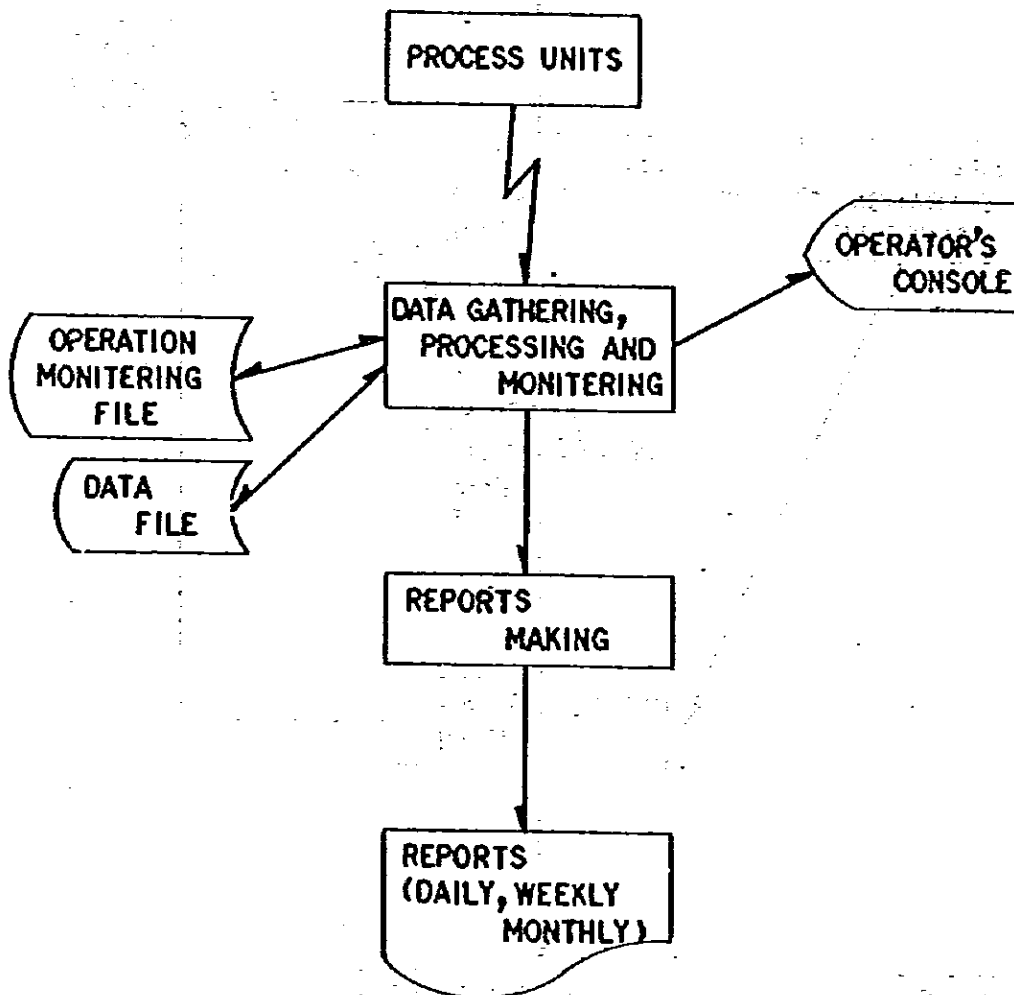 PROCESS UNITS
OPERATOR'S
CONSOLE
DATA GATHERING,
PROCESSING AND
MONITERING
OPERATION
MONITERING
FILE
DATA
FILE
REPORTS
MAKING
REPORTS
(DAILY, WEEKLY
MONTHLY)